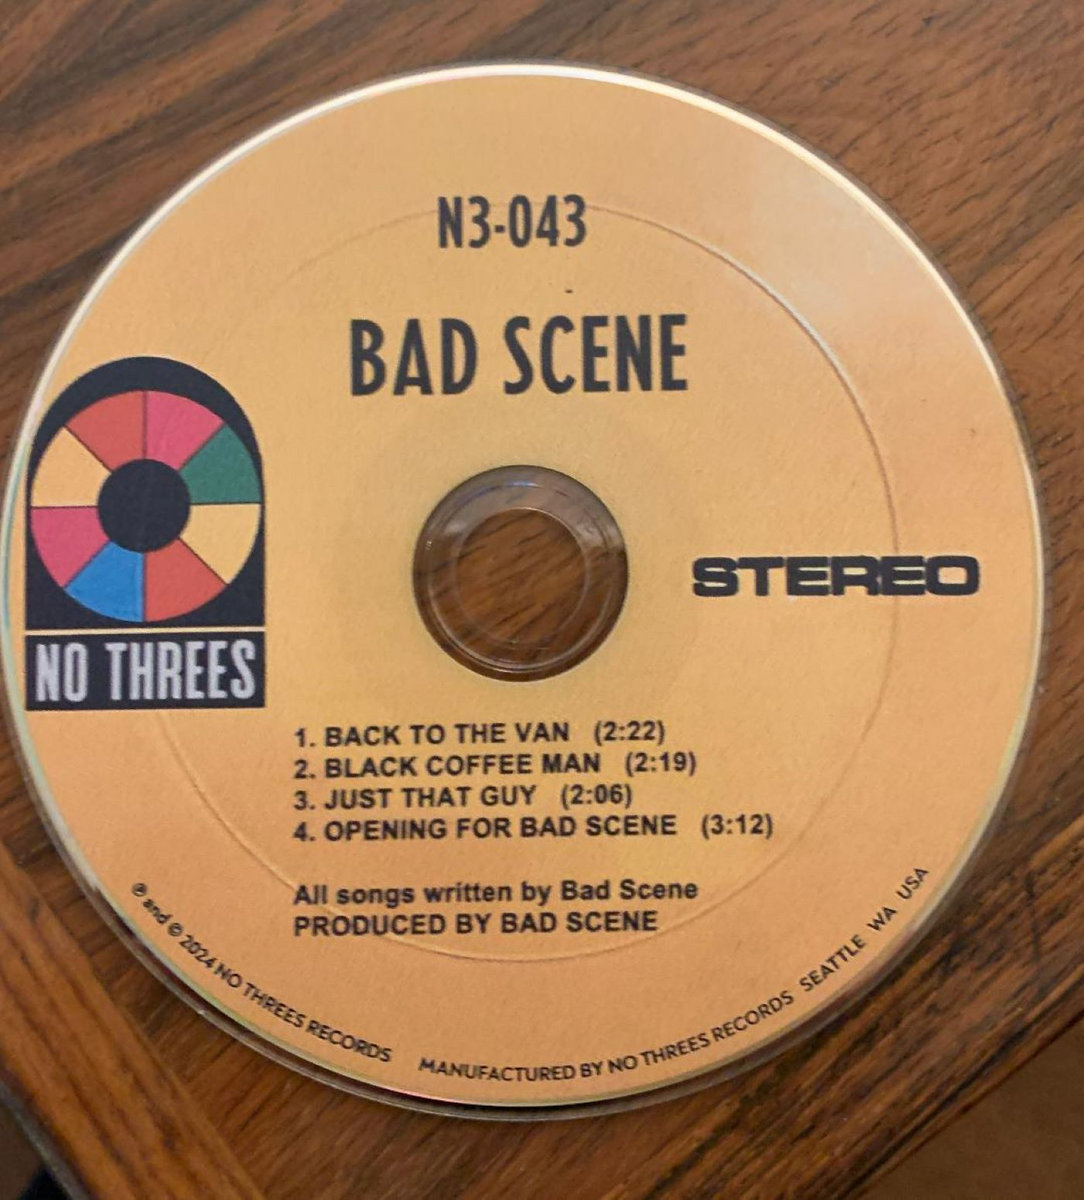 N3-043
BAD SCENE
STEREO
NO THREES
1. BACK TO THE VAN (2:22)
2. BLACK COFFEE MAN (2:19)
3. JUST THAT GUY (2:06)
4. OPENING FOR BAD SCENE (3:12)
All songs written by Bad Scene
PRODUCED BY BAD SCENE
℗ and © 2024 NO THREES RECORDS MANUFACTURED BY NO THREES RECORDS SEATTLE WA USA